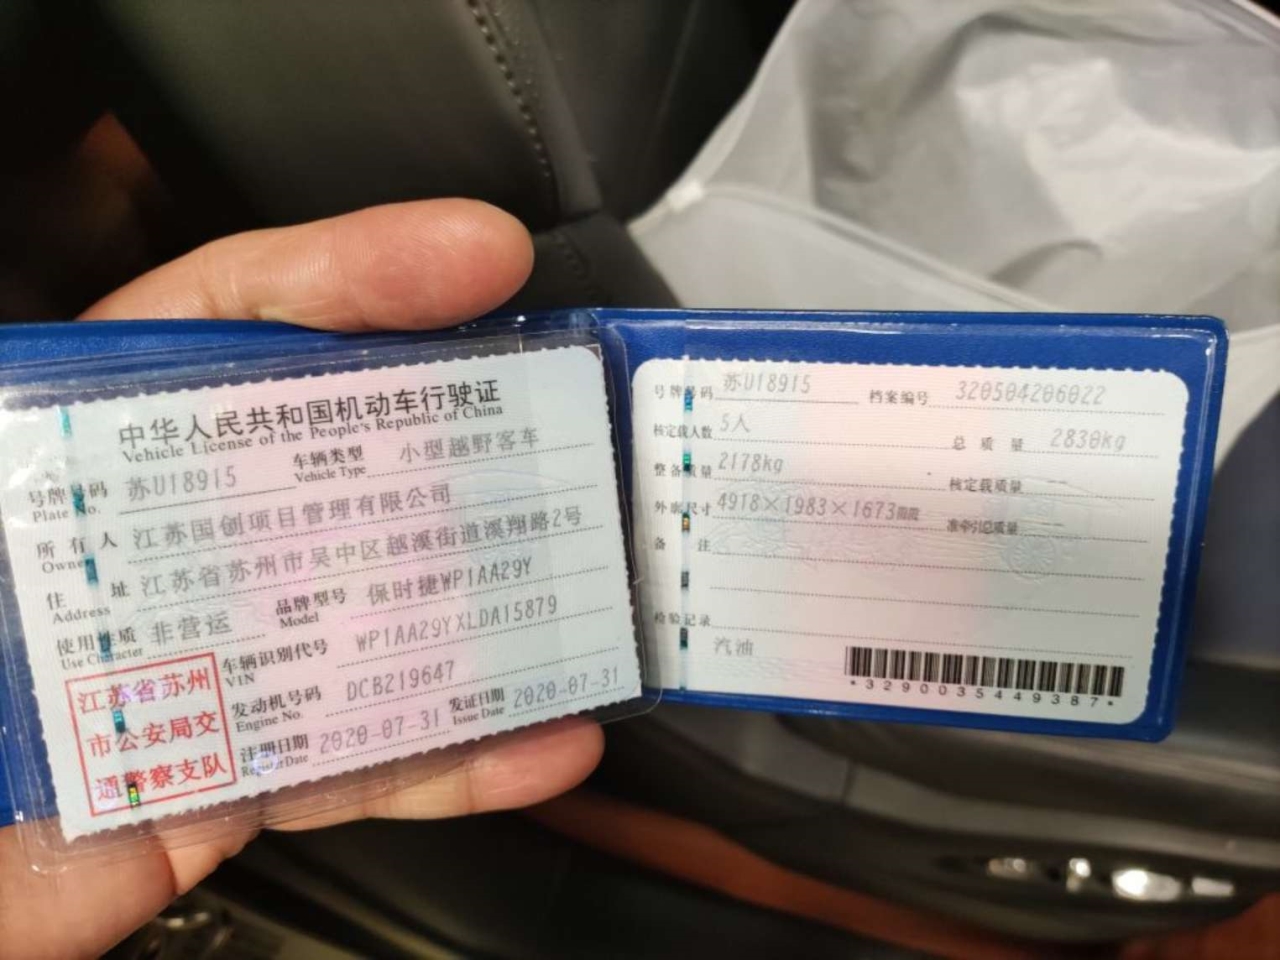 中华人民共和国机动车行驶证
Vehicle License of the People's Republic of China
号牌号码 苏U18915 车辆类型 小型越野客车
Plate No. Vehicle Type
所有人 江苏国创项目管理有限公司
Owner
住址 江苏省苏州市吴中区越溪街道溪翔路2号
Address
使用性质 非营运 品牌型号 保时捷WP1AA29Y
Use Character Model
车辆识别代号 WP1AA29YXLDA15879
VIN
发动机号码 DCB219647
Engine No.
注册日期 2020-07-31 发证日期 2020-07-31
Register Date Issue Date
江苏省苏州
市公安局交
通警察支队
号牌号码 苏U18915 档案编号 320504206022
核定载人数 5人 总质量 2830kg
整备质量 2178kg 核定载质量 --
外廓尺寸 4918×1983×1673mm 准牵引总质量 --
备注
检验记录
汽油
*3290035449387*